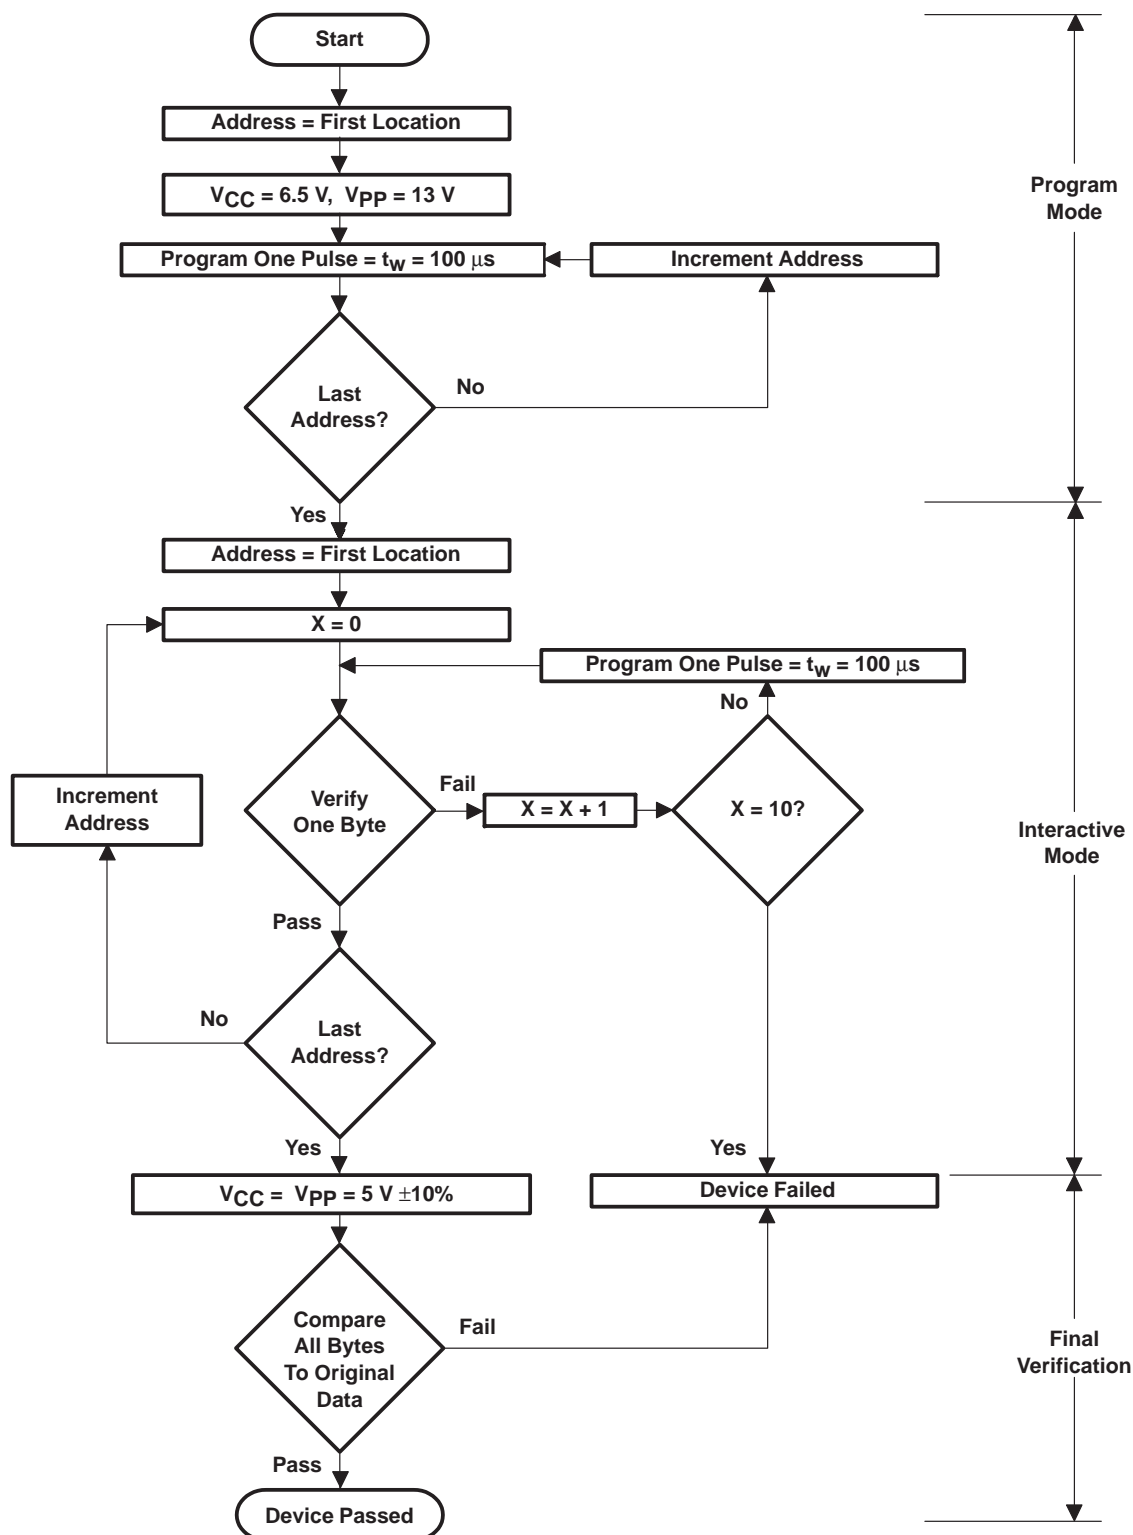 Start
Address = First Location
VCC = 6.5 V, VPP = 13 V
Program One Pulse = tw = 100 μs
Increment Address
Last
Address?
No
Yes
Program
Mode
Address = First Location
X = 0
Program One Pulse = tw = 100 μs
No
Increment
Address
Verify
One Byte
Fail
X = X + 1
X = 10?
Interactive
Mode
Pass
No
Last
Address?
Yes
Yes
VCC = VPP = 5 V ±10%
Device Failed
Compare
All Bytes
To Original
Data
Fail
Final
Verification
Pass
Device Passed